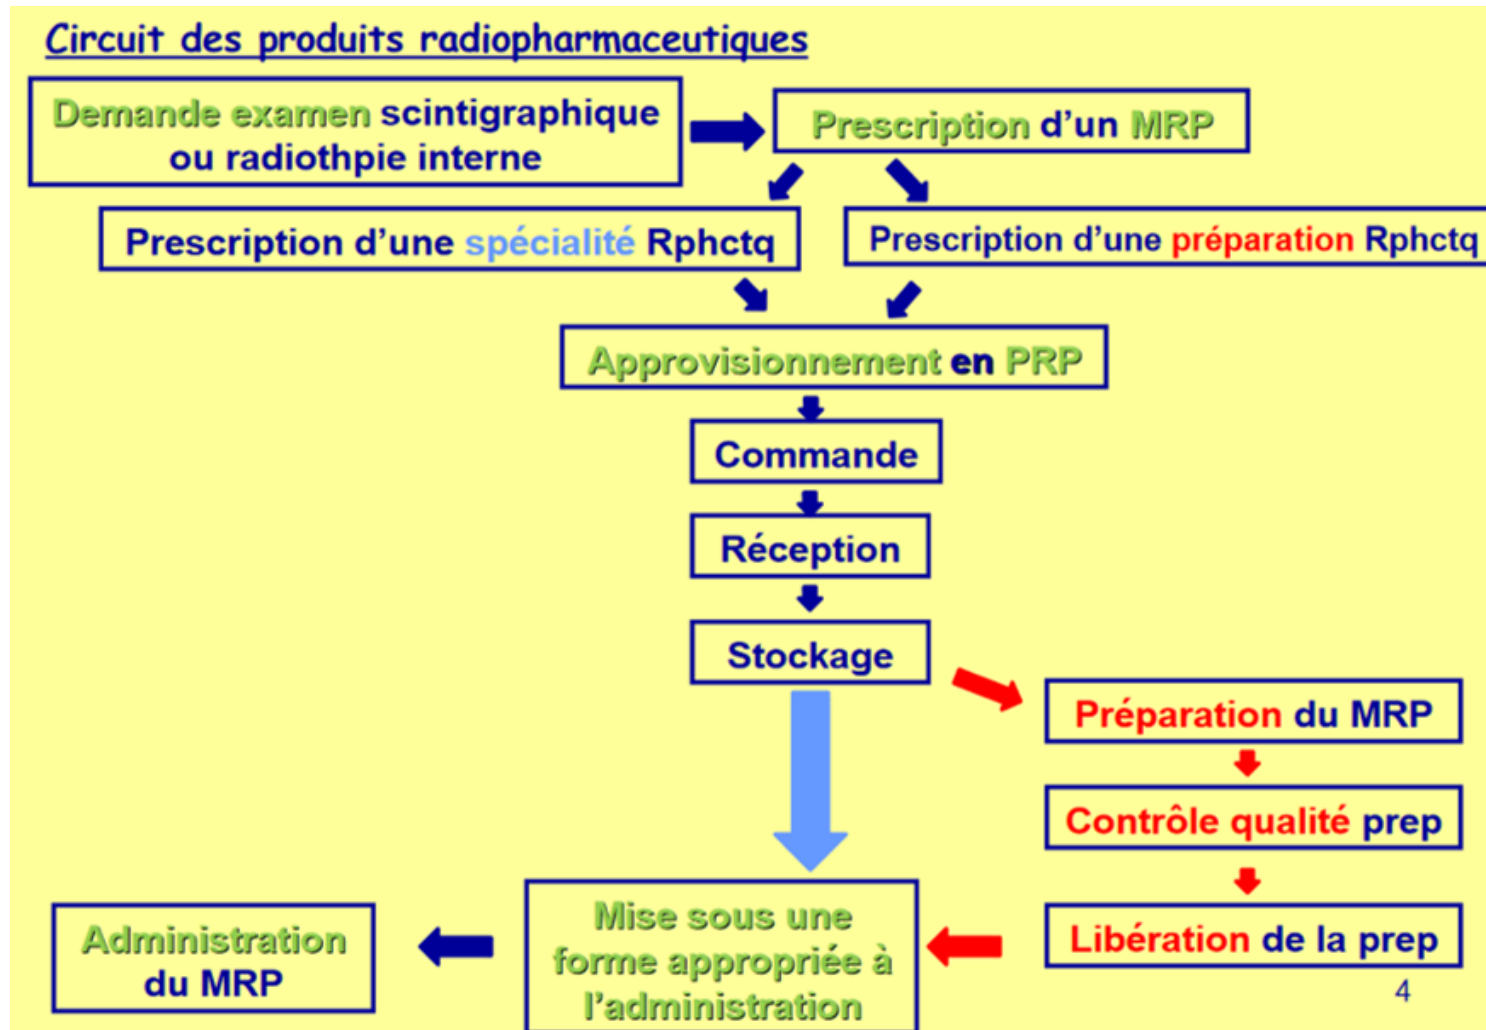 Circuit des produits radiopharmaceutiques
Demande examen scintigraphique
ou radiothpie interne
Prescription d'un MRP
Prescription d'une spécialité Rphctq
Prescription d'une préparation Rphctq
Approvisionnement en PRP
Commande
Réception
Stockage
Préparation du MRP
Contrôle qualité prep
Libération de la prep
Mise sous une
forme appropriée à
l'administration
Administration
du MRP
4